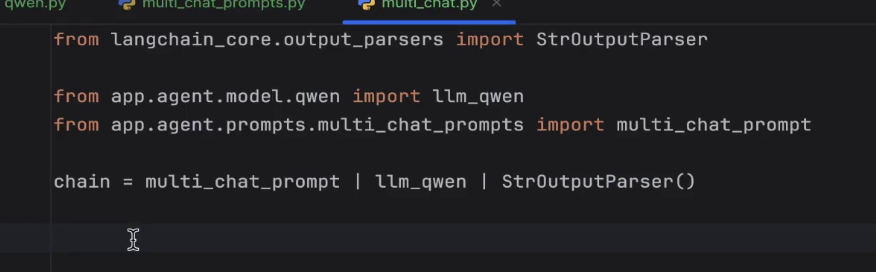 qwen.py multi_chat_prompts.py multi_chat.py
from langchain_core.output_parsers import StrOutputParser
from app.agent.model.qwen import llm_qwen
from app.agent.prompts.multi_chat_prompts import multi_chat_prompt
chain = multi_chat_prompt | llm_qwen | StrOutputParser()